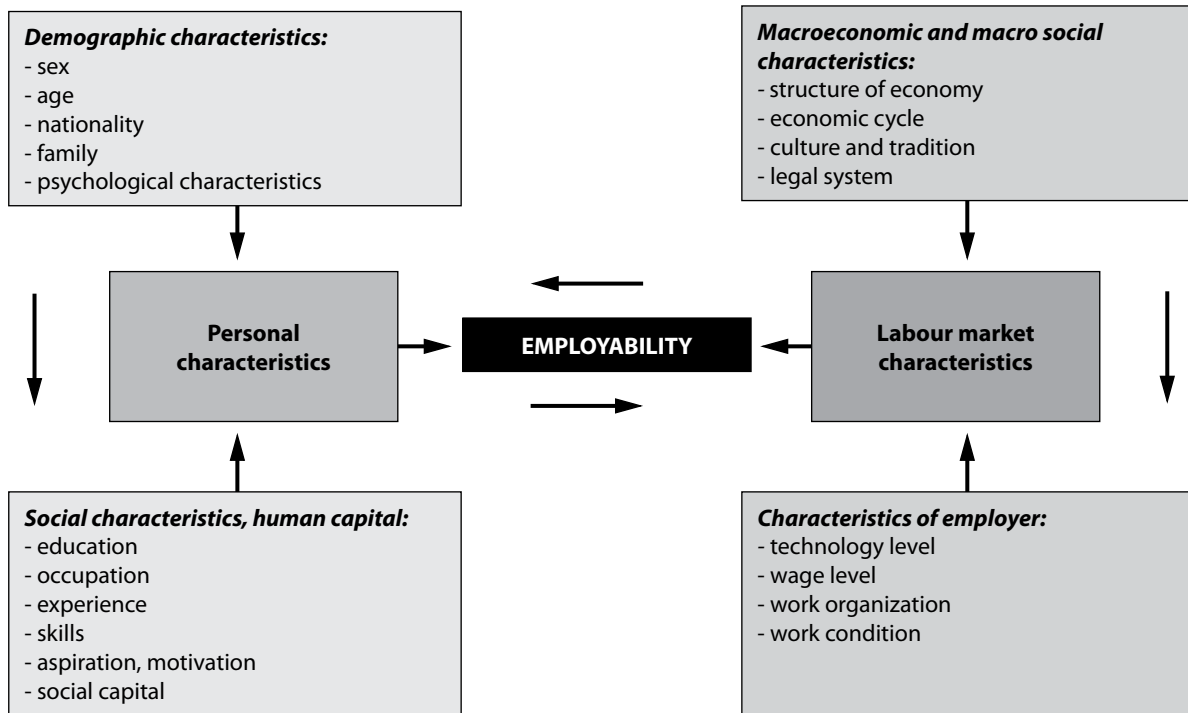 Demographic characteristics:
- sex
- age
- nationality
- family
- psychological characteristics
Macroeconomic and macro social
characteristics:
- structure of economy
- economic cycle
- culture and tradition
- legal system
Personal
characteristics
EMPLOYABILITY
Labour market
characteristics
Social characteristics, human capital:
- education
- occupation
- experience
- skills
- aspiration, motivation
- social capital
Characteristics of employer:
- technology level
- wage level
- work organization
- work condition